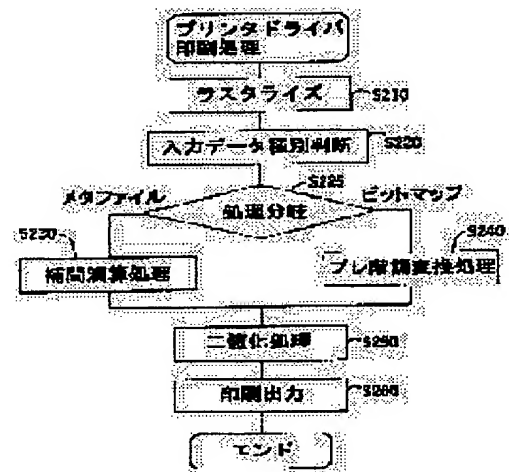 プリンタドライバ
印刷処理
ラスタライズ
S210
入力データ種別判断
S220
S225
メタファイル
処理分岐
ビットマップ
S230
S240
補間演算処理
プレ階調変換処理
二値化処理
S250
印刷出力
S260
エンド